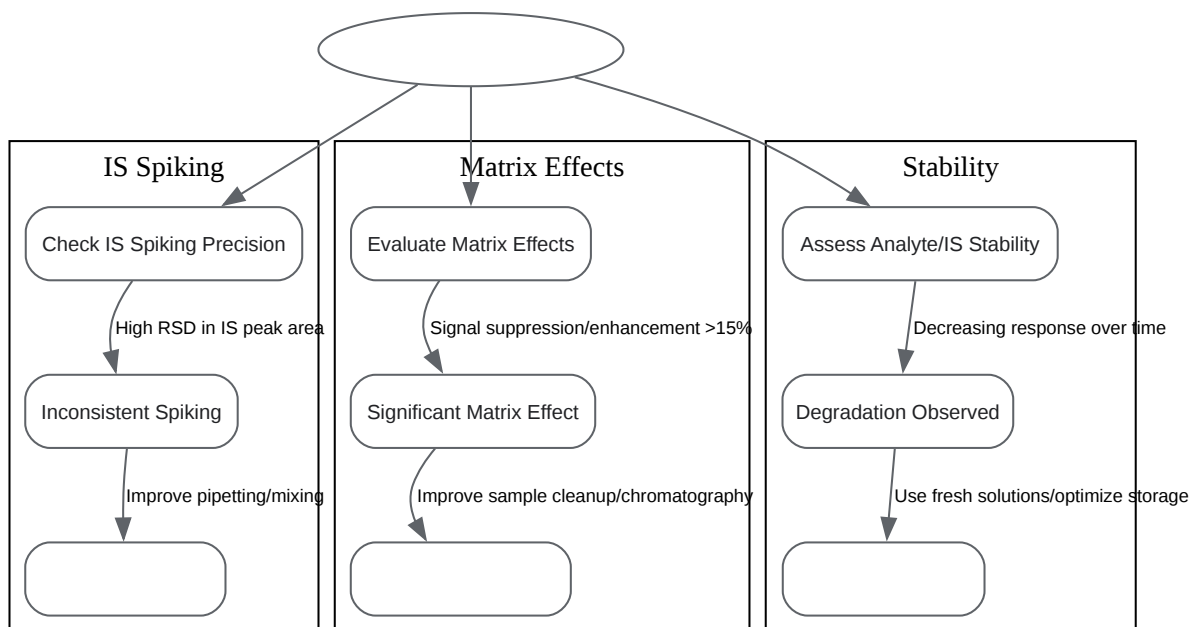 IS Spiking
Matrix Effects
Stability
Check IS Spiking Precision
Evaluate Matrix Effects
Assess Analyte/IS Stability
High RSD in IS peak area
Signal suppression/enhancement >15%
Decreasing response over time
Inconsistent Spiking
Significant Matrix Effect
Degradation Observed
Improve pipetting/mixing
Improve sample cleanup/chromatography
Use fresh solutions/optimize storage